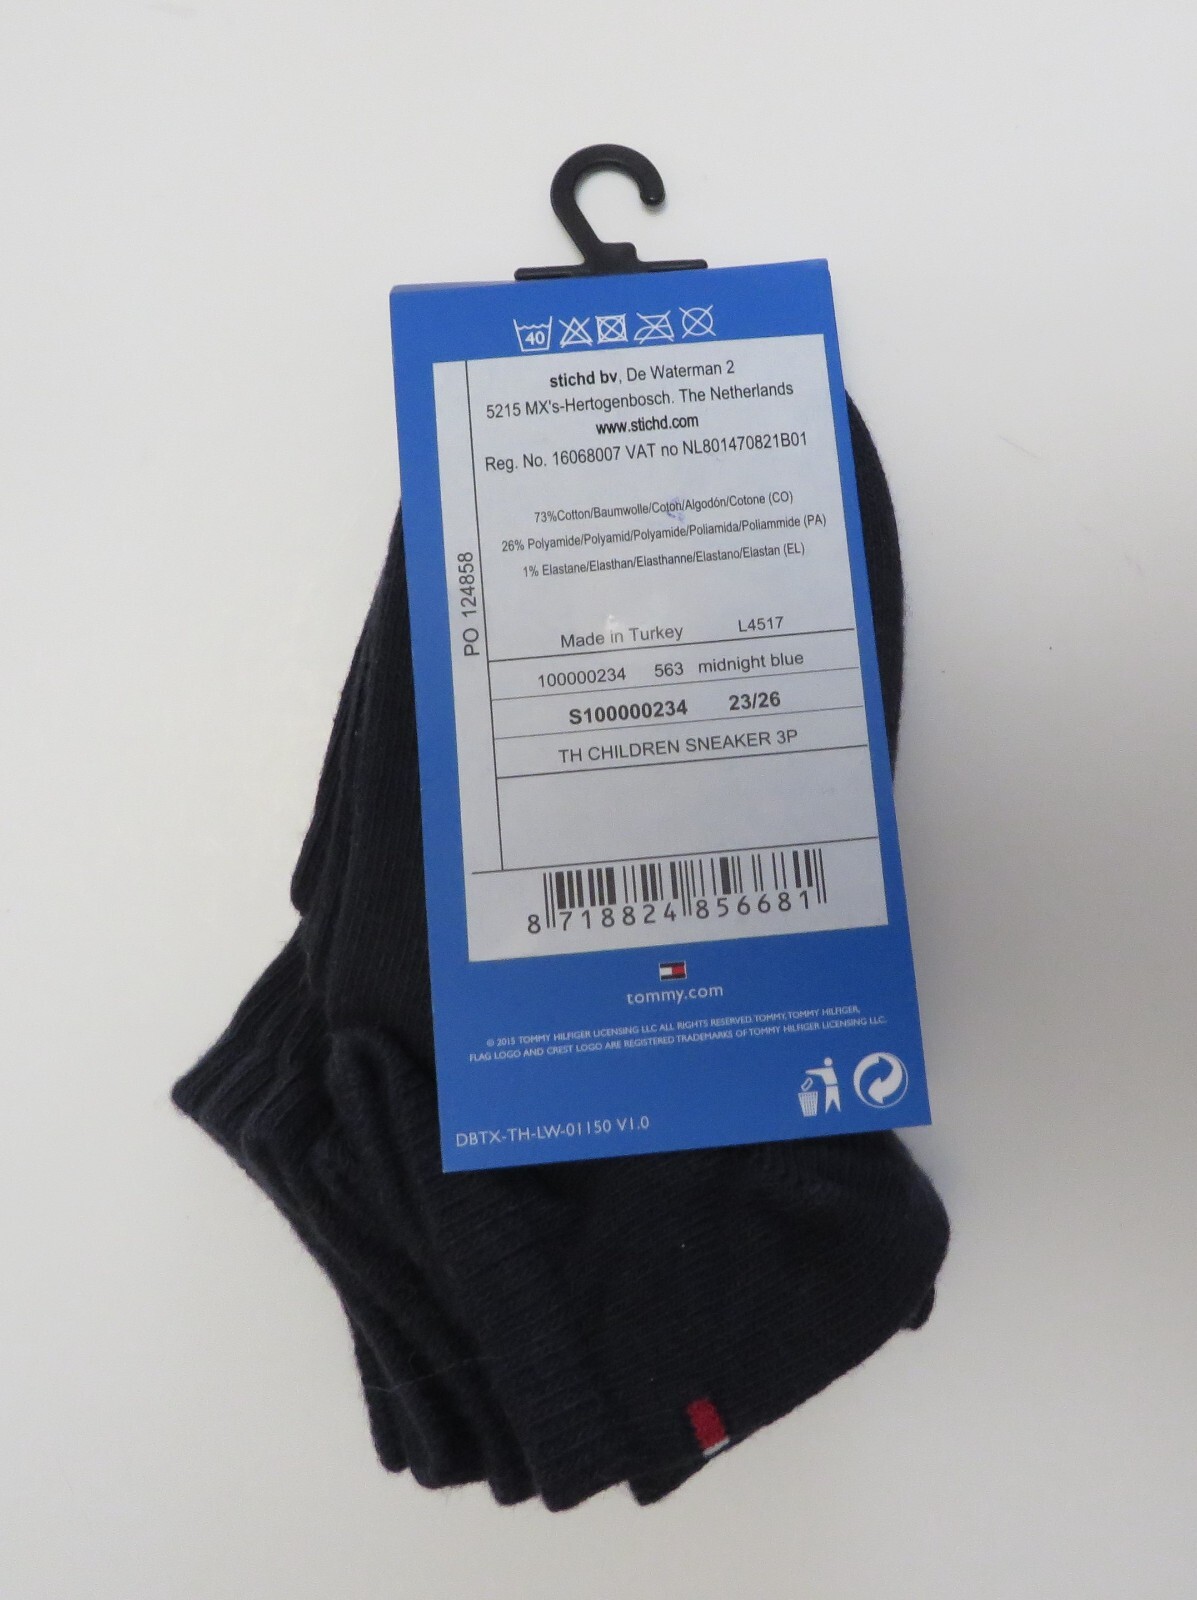 40
stichd bv, De Waterman 2
5215 MX's-Hertogenbosch. The Netherlands
www.stichd.com
Reg. No. 16068007 VAT no NL801470821B01
73%Cotton/Baumwolle/Coton/Algodón/Cotone (CO)
26% Polyamide/Polyamid/Polyamide/Poliamida/Poliammide (PA)
1% Elastane/Elasthan/Elasthanne/Elastano/Elastan (EL)
PO 124858
Made in Turkey L4517
100000234 563 midnight blue
S100000234 23/26
TH CHILDREN SNEAKER 3P
8 718824 856681
tommy.com
© 2015 TOMMY HILFIGER LICENSING LLC ALL RIGHTS RESERVED. TOMMY, TOMMY HILFIGER,
FLAG LOGO AND CREST LOGO ARE REGISTERED TRADEMARKS OF TOMMY HILFIGER LICENSING LLC.
DBTX-TH-LW-01150 V1.0